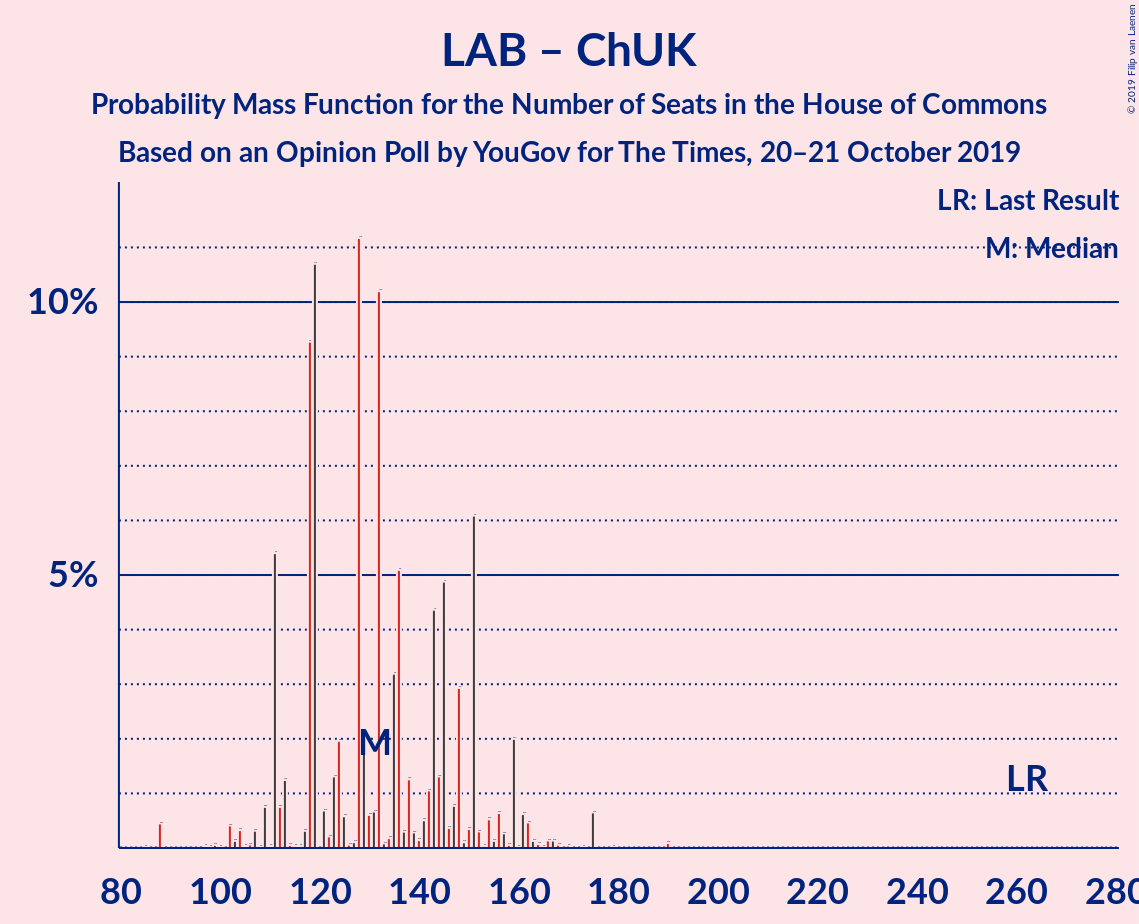 LAB – ChUK
Probability Mass Function for the Number of Seats in the House of Commons
Based on an Opinion Poll by YouGov for The Times, 20–21 October 2019
© 2019 Filip van Laenen
LR: Last Result
M: Median
10%
5%
M
LR
80 100 120 140 160 180 200 220 240 260 280